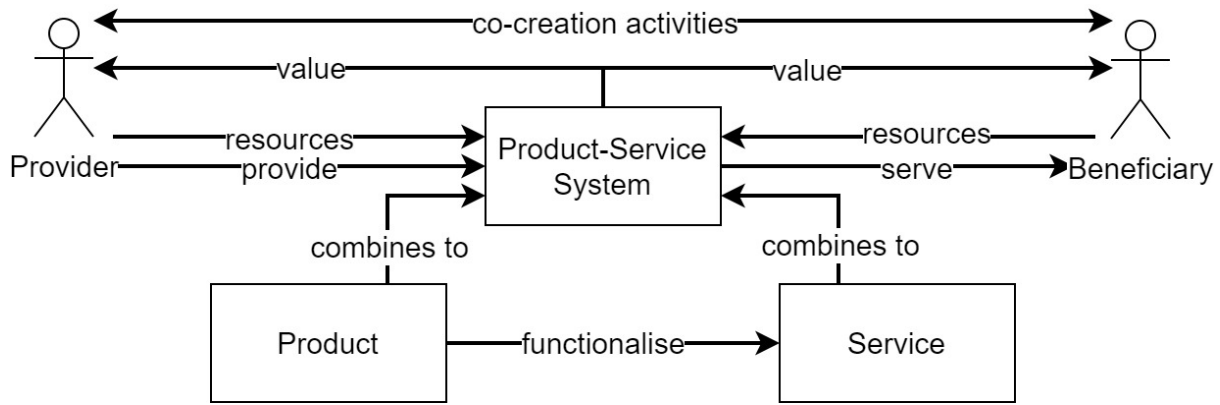 co-creation activities
value
value
resources
resources
Provider
provide
Product-Service
System
serve
Beneficiary
combines to
combines to
Product
functionalise
Service